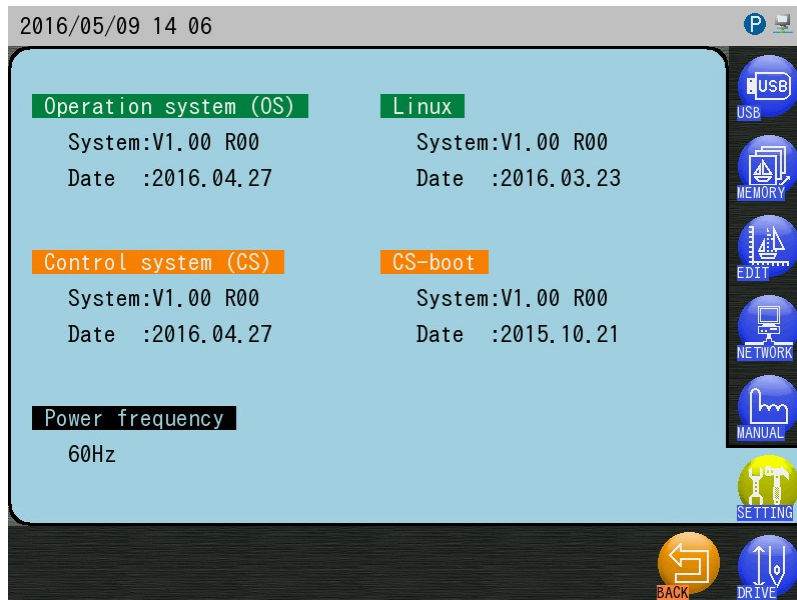 2016/05/09 14 06
P
Operation system (OS)
System:V1.00 R00
Date :2016.04.27
Linux
System:V1.00 R00
Date :2016.03.23
Control system (CS)
System:V1.00 R00
Date :2016.04.27
CS-boot
System:V1.00 R00
Date :2015.10.21
Power frequency
60Hz
USB
USB
MEMORY
EDIT
NETWORK
MANUAL
SETTING
BACK
DRIVE